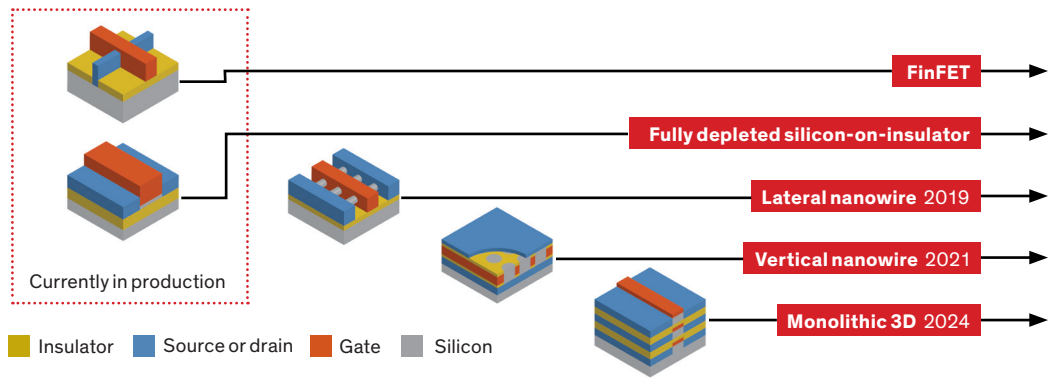 FinFET
Fully depleted silicon-on-insulator
Lateral nanowire 2019
Vertical nanowire 2021
Currently in production
Monolithic 3D 2024
Insulator
Source or drain
Gate
Silicon